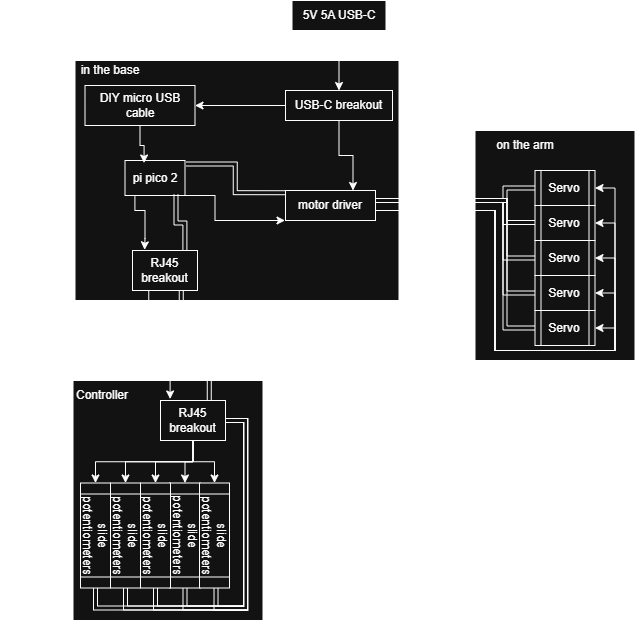 5V 5A USB-C
in the base
DIY micro USB
cable
USB-C breakout
on the arm
pi pico 2
motor driver
Servo
Servo
Servo
Servo
Servo
RJ45
breakout
Controller
RJ45
breakout
slide
potentiometers
slide
potentiometers
slide
potentiometers
slide
potentiometers
slide
potentiometers